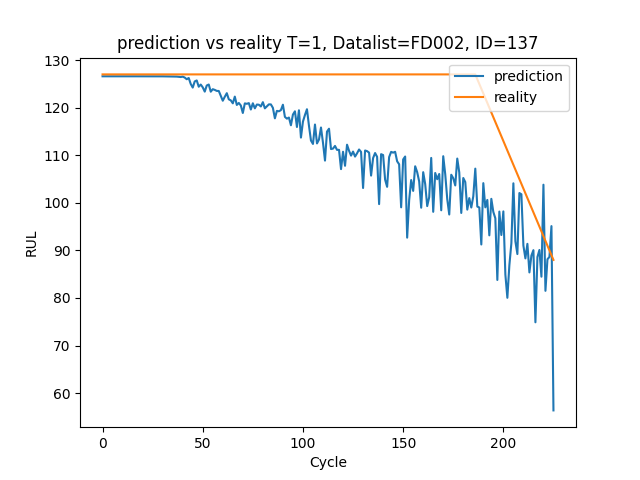 prediction vs reality T=1, Datalist=FD002, ID=137
130
120
110
100
90
80
70
60
RUL
0 50 100 150 200
Cycle
prediction
reality